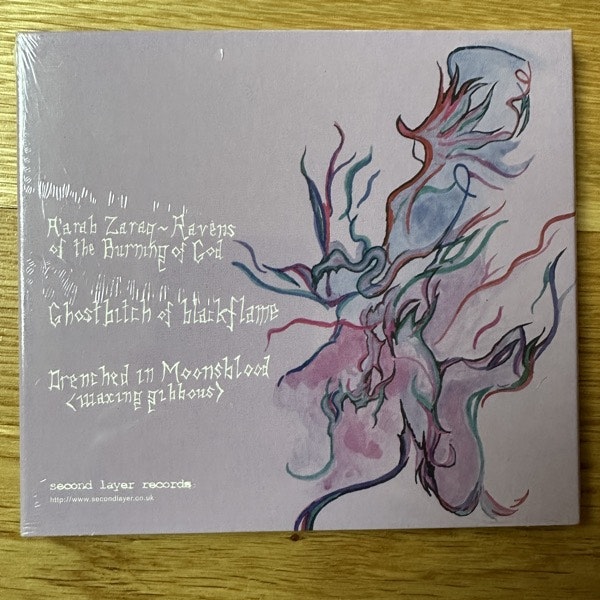 A'arab Zaraq ~ Ravens
of the Burning of God
Ghostbitch of blackflame
Drenched in Moonsblood
<waxing gibbous>
second layer records
http://www.secondlayer.co.uk